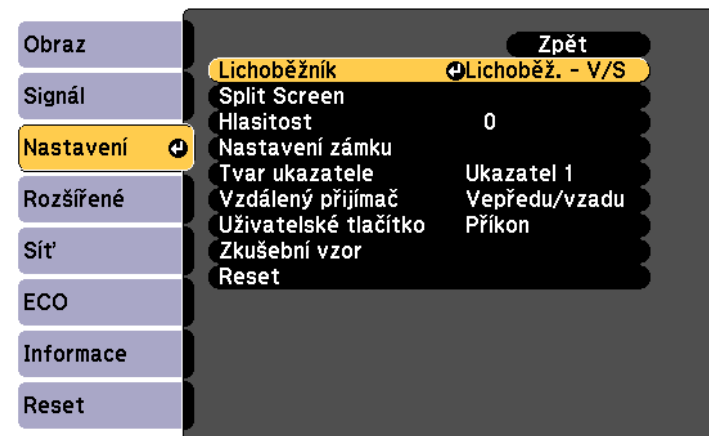 Obraz
Signál
Nastavení
Rozšířené
Síť
ECO
Informace
Reset
Zpět
Lichoběžník Lichoběž. - V/S
Split Screen
Hlasitost 0
Nastavení zámku
Tvar ukazatele Ukazatel 1
Vzdálený přijímač Vepředu/vzadu
Uživatelské tlačítko Příkon
Zkušební vzor
Reset